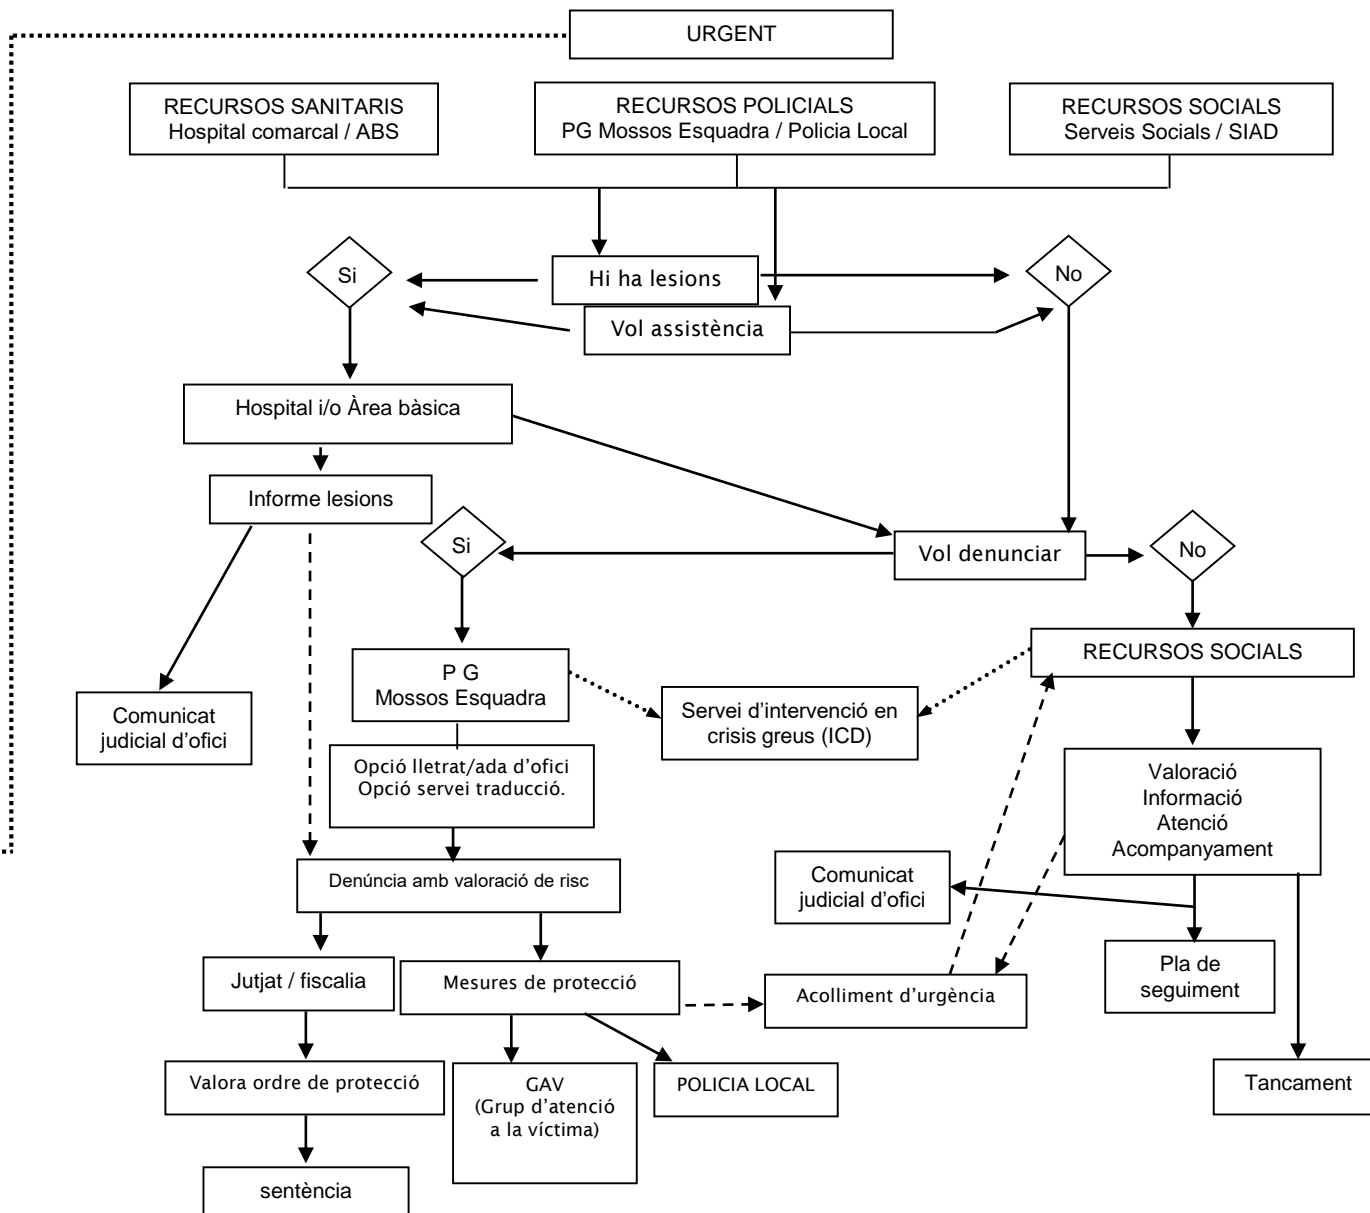 URGENT
RECURSOS SANITARIS
Hospital comarcal / ABS
RECURSOS POLICIALS
PG Mossos Esquadra / Policia Local
RECURSOS SOCIALS
Serveis Socials / SIAD
Si
Hi ha lesions
No
Vol assistència
Hospital i/o Àrea bàsica
Informe lesions
Si
Vol denunciar
No
P G
Mossos Esquadra
RECURSOS SOCIALS
Comunicat
judicial d'ofici
Servei d'intervenció en
crisis greus (ICD)
Opció lletrat/ada d'ofici
Opció servei traducció.
Valoració
Informació
Atenció
Acompanyament
Denúncia amb valoració de risc
Comunicat
judicial d'ofici
Jutjat / fiscalia
Mesures de protecció
Acolliment d'urgència
Pla de
seguiment
Valora ordre de protecció
GAV
(Grup d'atenció
a la víctima)
POLICIA LOCAL
Tancament
sentència